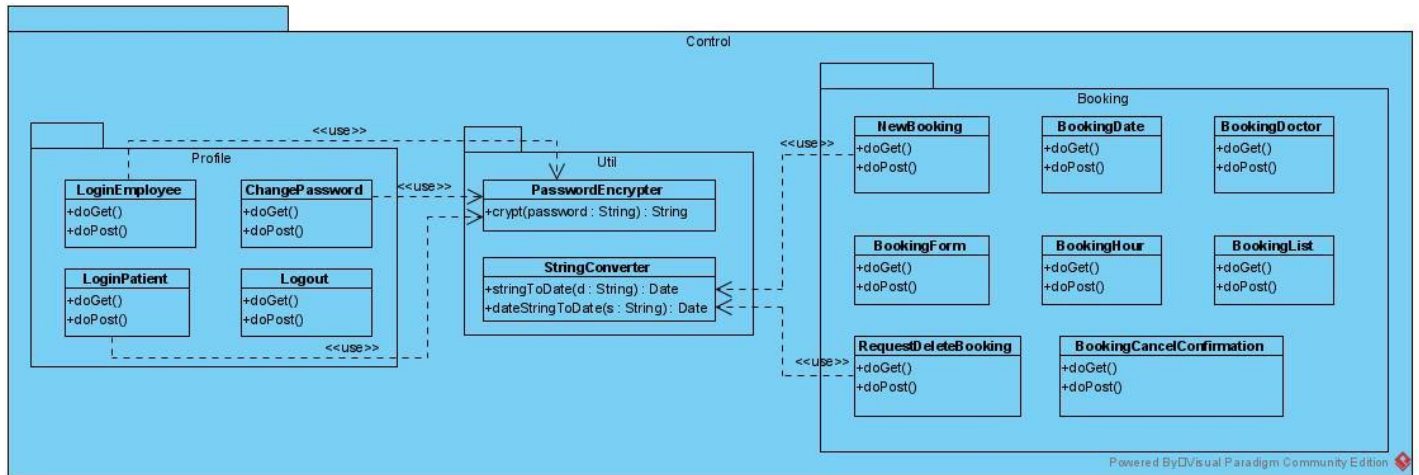 Control
Profile
<<use>>
LoginEmployee
+doGet()
+doPost()
ChangePassword
+doGet()
+doPost()
<<use>>
LoginPatient
+doGet()
+doPost()
Logout
+doGet()
+doPost()
<<use>>
Util
PasswordEncrypter
+crypt(password : String) : String
StringConverter
+stringToDate(d : String) : Date
+dateStringToDate(s : String) : Date
Booking
<<use>>
NewBooking
+doGet()
+doPost()
BookingDate
+doGet()
+doPost()
BookingDoctor
+doGet()
+doPost()
BookingForm
+doGet()
+doPost()
BookingHour
+doGet()
+doPost()
BookingList
+doGet()
+doPost()
<<use>>
RequestDeleteBooking
+doGet()
+doPost()
BookingCancelConfirmation
+doGet()
+doPost()
Powered By Visual Paradigm Community Edition